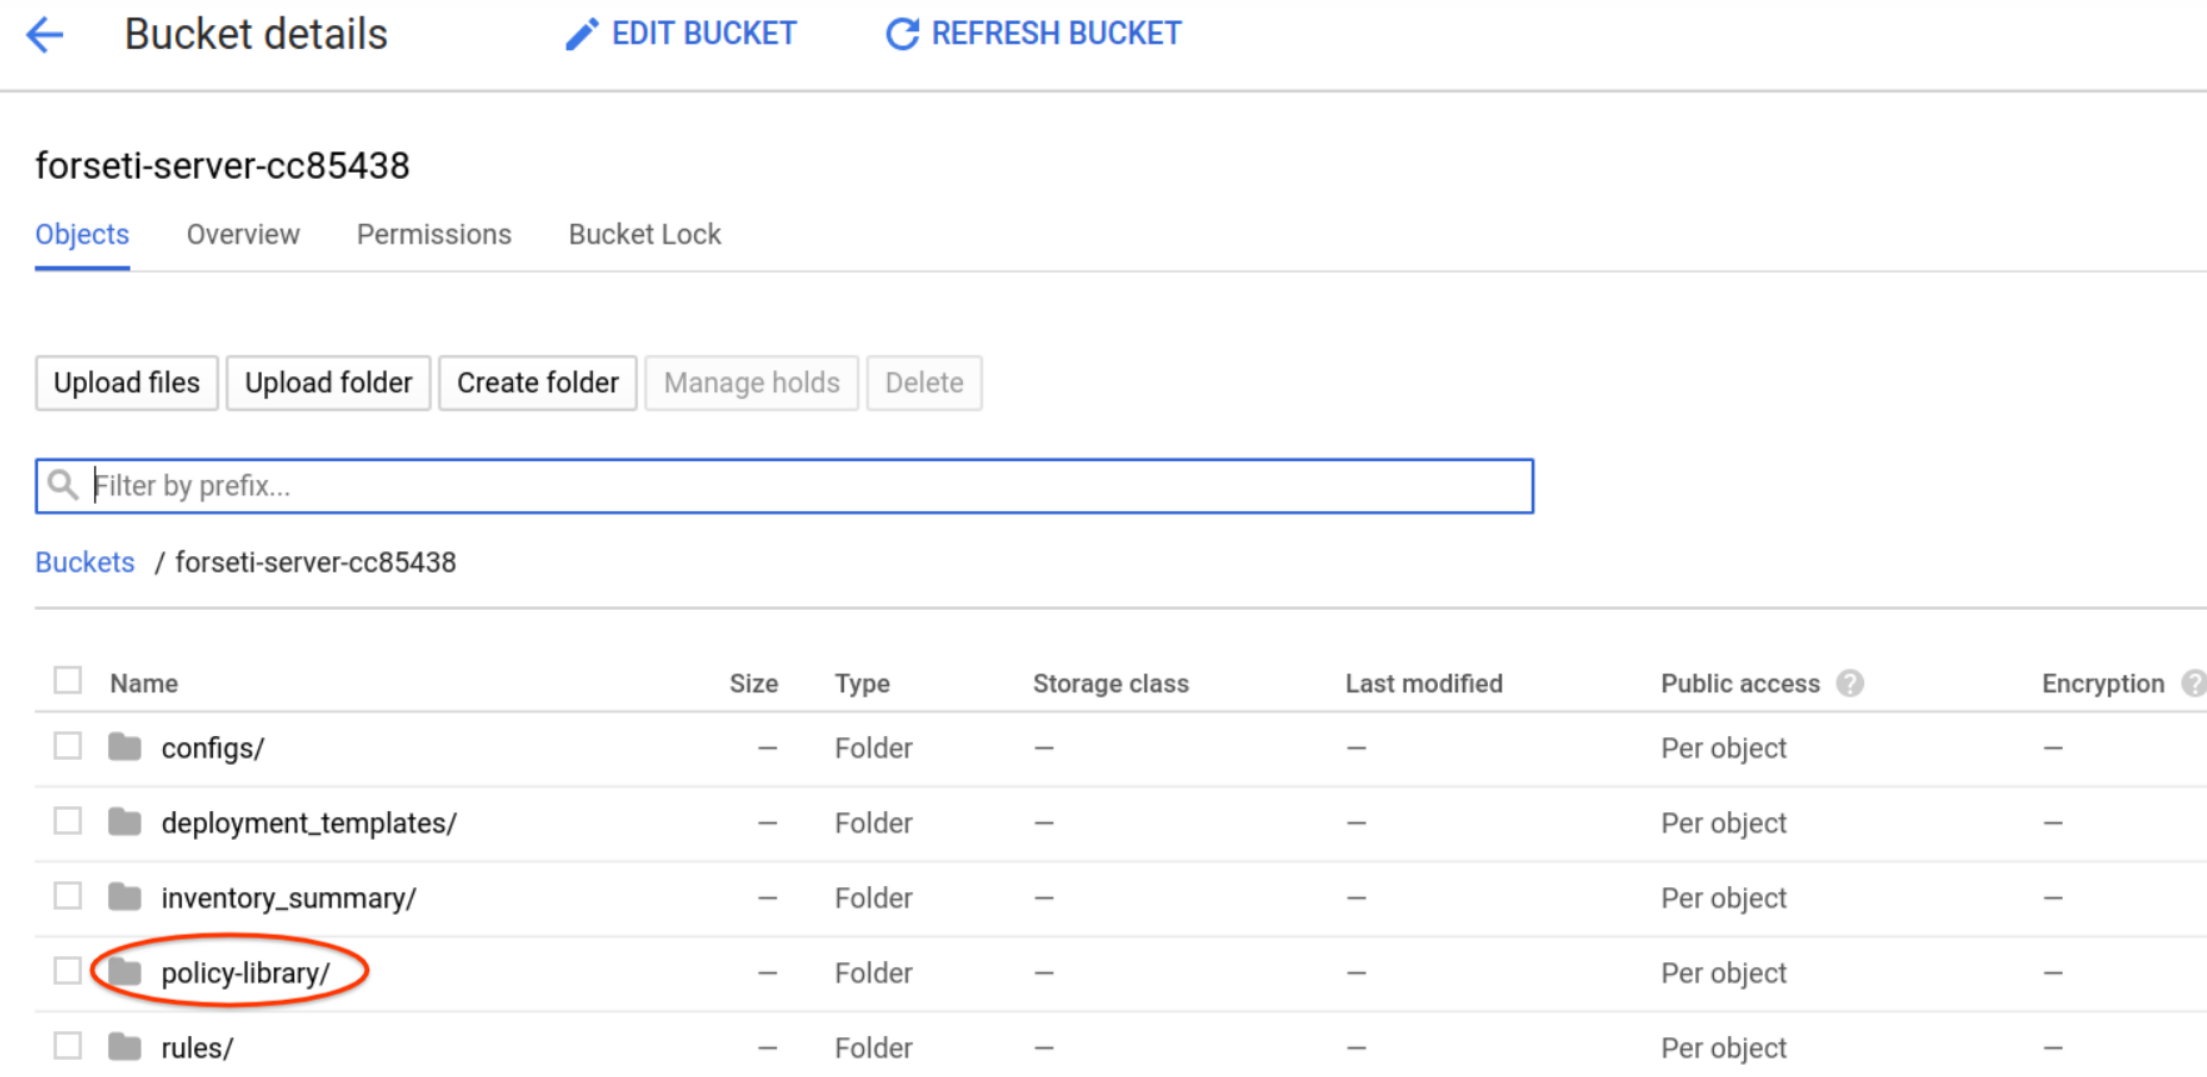 Bucket details EDIT BUCKET REFRESH BUCKET
forseti-server-cc85438
Objects Overview Permissions Bucket Lock
Upload files Upload folder Create folder Manage holds Delete
Filter by prefix...
Buckets / forseti-server-cc85438
Name Size Type Storage class Last modified Public access ? Encryption ?
configs/ — Folder — — Per object —
deployment_templates/ — Folder — — Per object —
inventory_summary/ — Folder — — Per object —
policy-library/ — Folder — — Per object —
rules/ — Folder — — Per object —